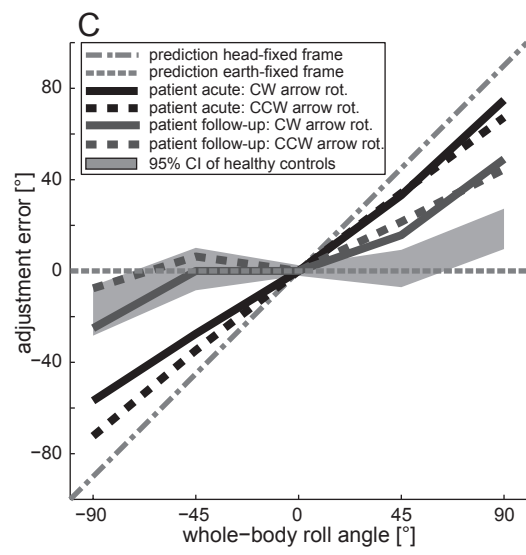 C
prediction head-fixed frame
prediction earth-fixed frame
patient acute: CW arrow rot.
patient acute: CCW arrow rot.
patient follow-up: CW arrow rot.
patient follow-up: CCW arrow rot.
95% CI of healthy controls
adjustment error [°]
80
40
0
−40
−80
−90 −45 0 45 90
whole-body roll angle [°]